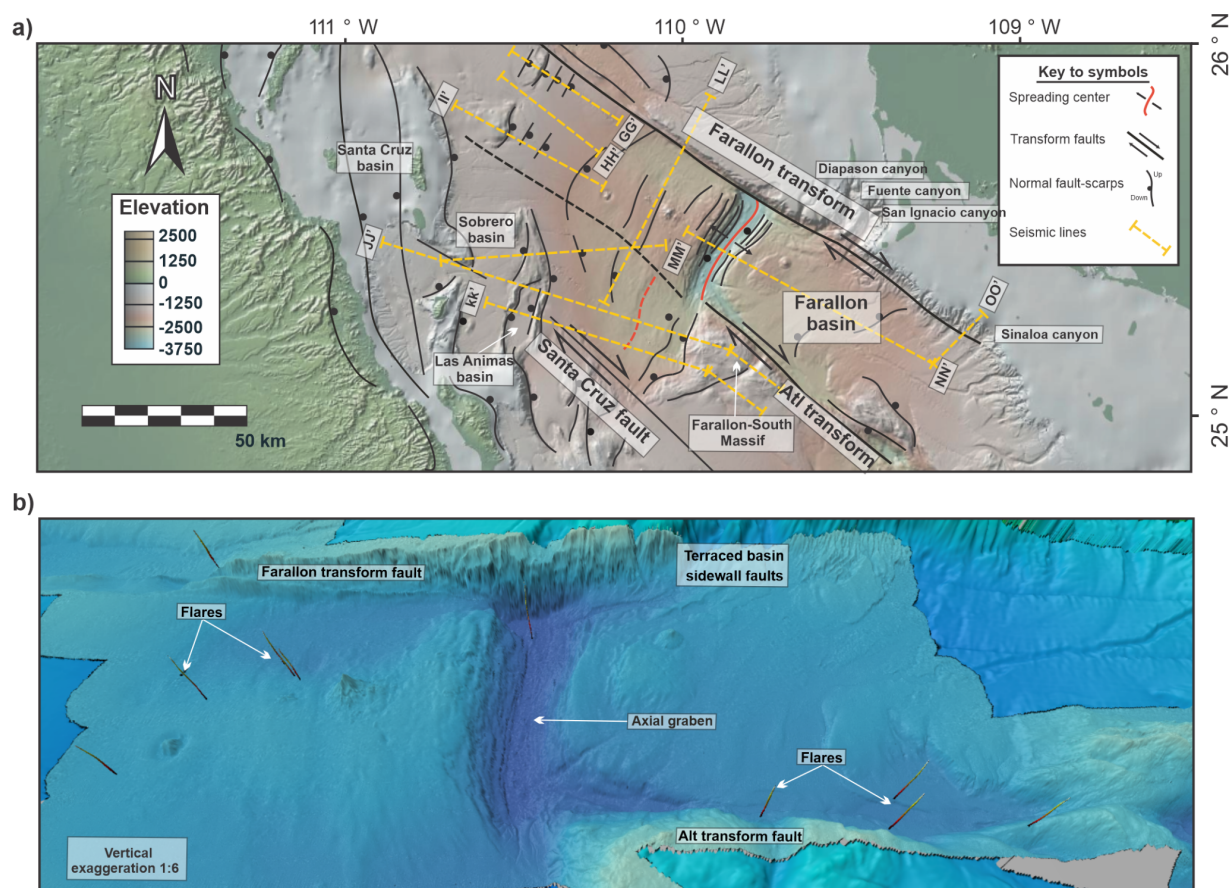 a)
111 ° W
110 ° W
109 ° W
26 ° N
25 ° N
N
Elevation
2500
1250
0
-1250
-2500
-3750
50 km
Key to symbols
Spreading center
Transform faults
Normal fault-scarps
Up
Down
Seismic lines
Santa Cruz
basin
Sobrero
basin
Las Animas
basin
Santa Cruz fault
II'
JJ'
kk'
HH'
GG'
LL'
MM'
NN'
OO'
Farallon transform
Diapason canyon
Fuente canyon
San Ignacio canyon
Sinaloa canyon
Farallon
basin
Farallon-South
Massif
Atl transform
b)
Farallon transform fault
Terraced basin
sidewall faults
Flares
Axial graben
Flares
Alt transform fault
Vertical
exaggeration 1:6